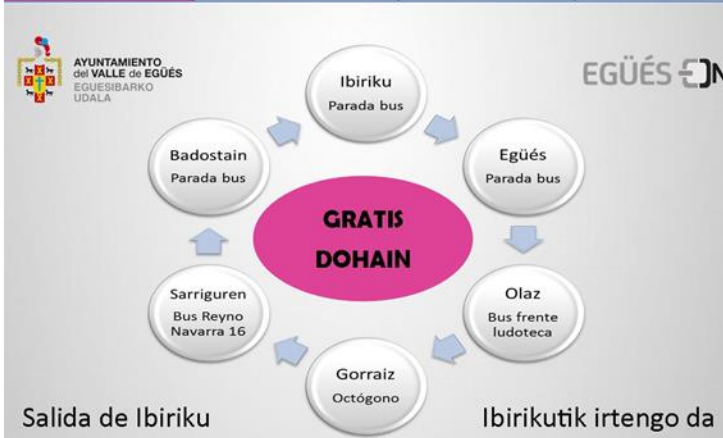 AYUNTAMIENTO
del VALLE de EGÜÉS
EGUESIBARKO
UDALA
EGÜÉS
Ibiriku
Parada bus
Egüés
Parada bus
Olaz
Bus frente
ludoteca
Gorraiz
Octógono
Sarriguren
Bus Reyno
Navarra 16
Badostain
Parada bus
GRATIS
DOHAIN
Salida de Ibiriku
Ibirikutik irtengo da